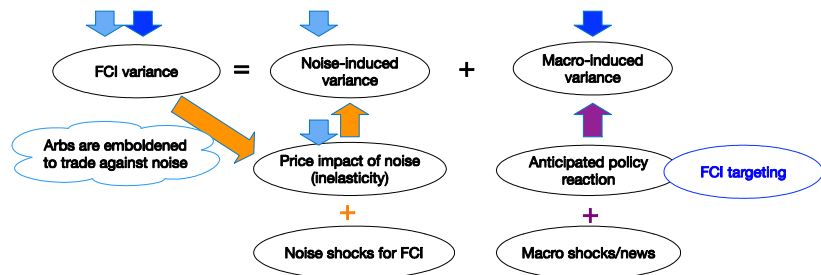 FCI variance
=
Noise-induced
variance
+
Macro-induced
variance
Arbs are emboldened
to trade against noise
Price impact of noise
(inelasticity)
Anticipated policy
reaction
FCI targeting
+
+
Noise shocks for FCI
Macro shocks/news